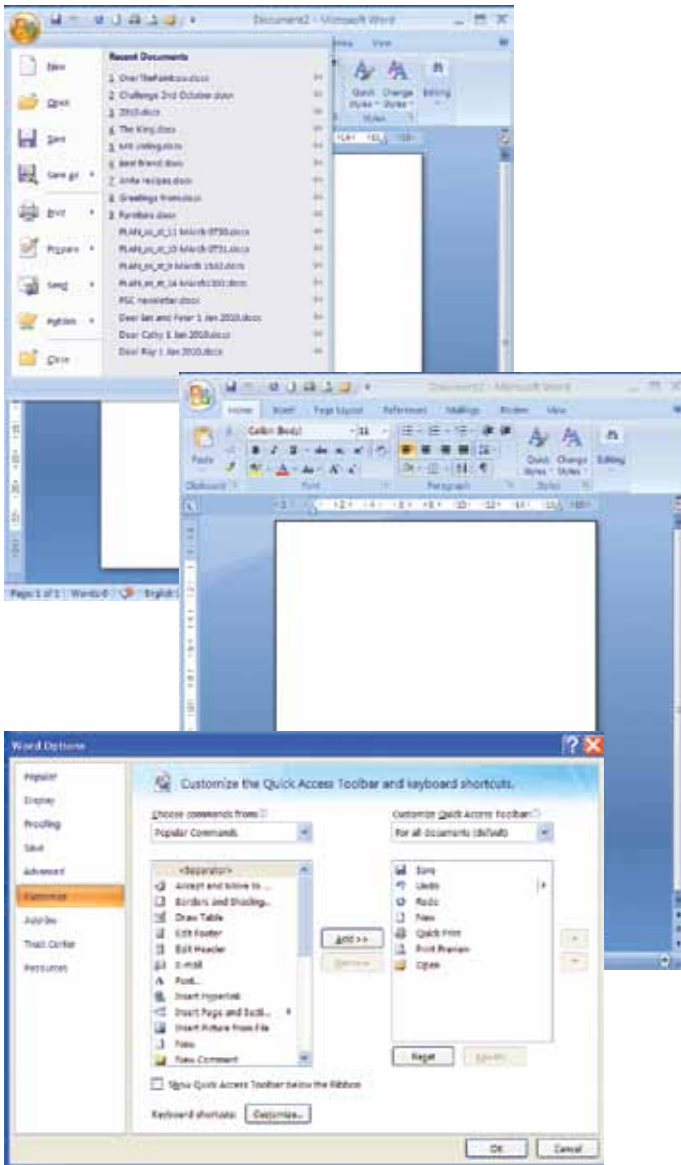 Document2 - Microsoft Word
View
New
Open
Save
Save As
Print
Prepare
Send
Publish
Close
Recent Documents
1 OverTheRainbow.docx
2 Challenge 2nd October.docx
3 2010.docx
4 The King.docx
5 
6 Best friend.docx
7 Anita recipes.docx
8 Greetings from.docx
9 Furniture.docx
PSC newsletter.docx
Dear Ian and Peter 1 Jan 2010.docx
Dear Cathy 1 Jan 2010.docx
Dear Ray 1 Jan 2010.docx
Quick Styles
Change Styles
Editing
Styles
Page 1 of 1
Words: 0
Document2 - Microsoft Word
Home Insert Page Layout References Mailings Review View
Paste
Calibri (Body) 11
Quick Styles
Change Styles
Editing
Clipboard Font Paragraph Styles
Word Options
Popular
Display
Proofing
Save
Advanced
Customize
Add-Ins
Trust Center
Resources
Customize the Quick Access Toolbar and keyboard shortcuts.
Choose commands from:
Popular Commands
<Separator>
Accept and Move to ...
Borders and Shading...
Draw Table
Edit Footer
Edit Header
E-mail
Font...
Insert Hyperlink
Insert Page and Secti...
Insert Picture from File
New
New Comment
Add >>
Remove
Customize Quick Access Toolbar:
For all documents (default)
Save
Undo
Redo
New
Quick Print
Print Preview
Open
Reset
Modify...
Show Quick Access Toolbar below the Ribbon
Keyboard shortcuts: Customize...
OK
Cancel